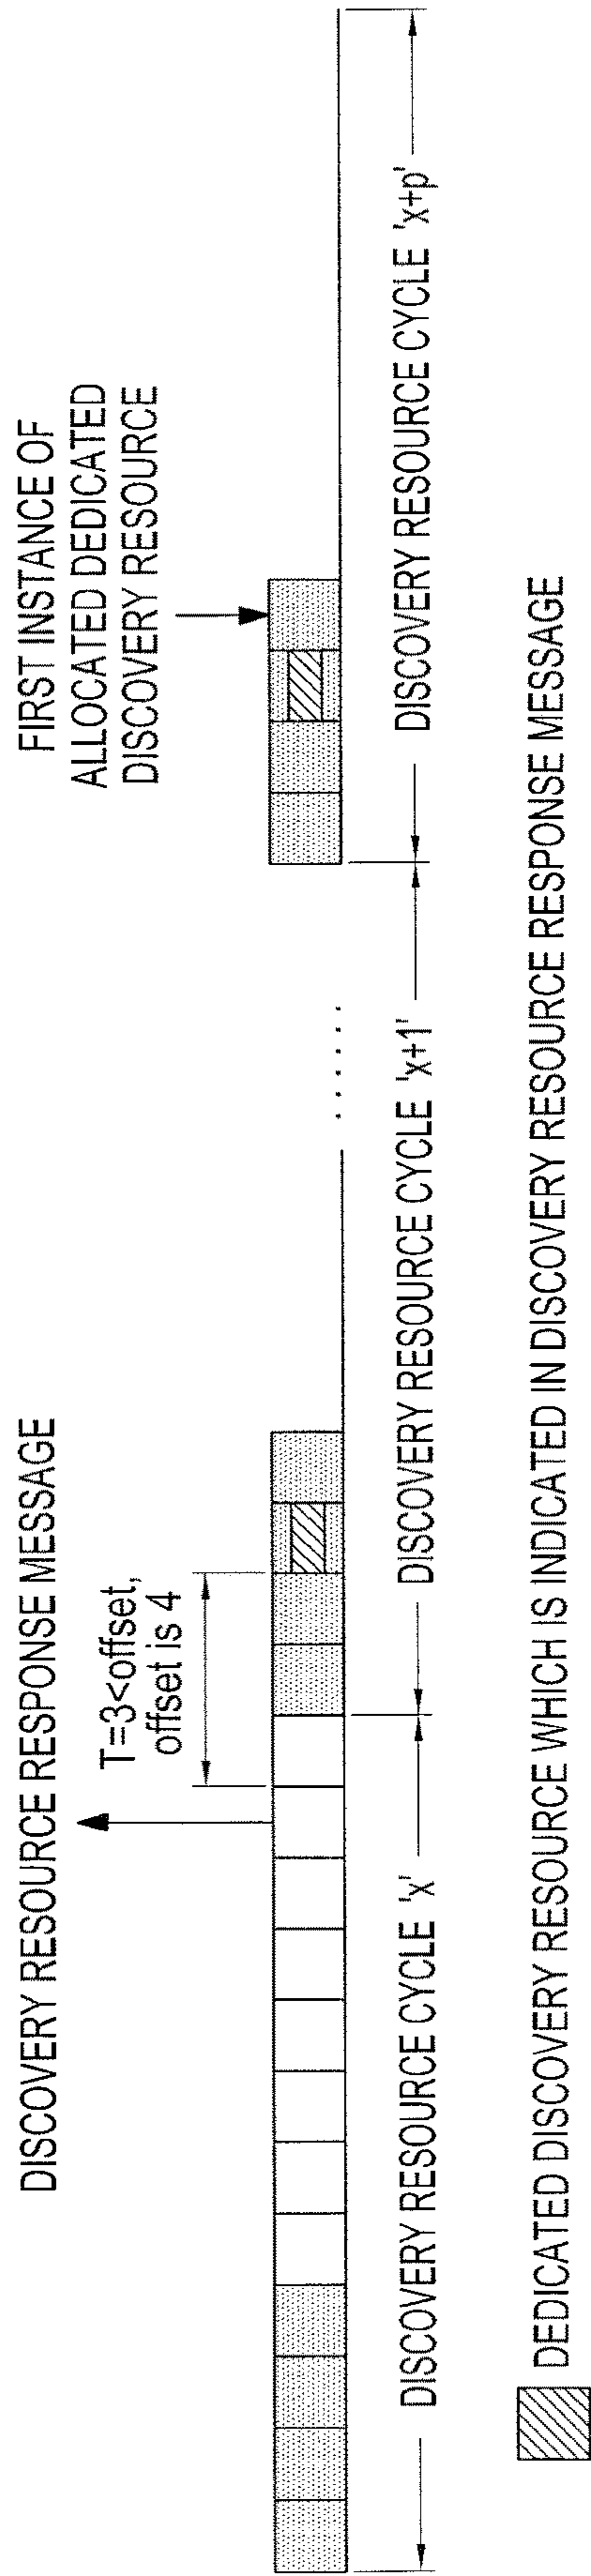 DISCOVERY RESOURCE RESPONSE MESSAGE
FIRST INSTANCE OF
ALLOCATED DEDICATED
DISCOVERY RESOURCE
T=3<offset,
offset is 4
.....
DISCOVERY RESOURCE CYCLE 'x'
DISCOVERY RESOURCE CYCLE 'x+1'
DISCOVERY RESOURCE CYCLE 'x+p'
DEDICATED DISCOVERY RESOURCE WHICH IS INDICATED IN DISCOVERY RESOURCE RESPONSE MESSAGE